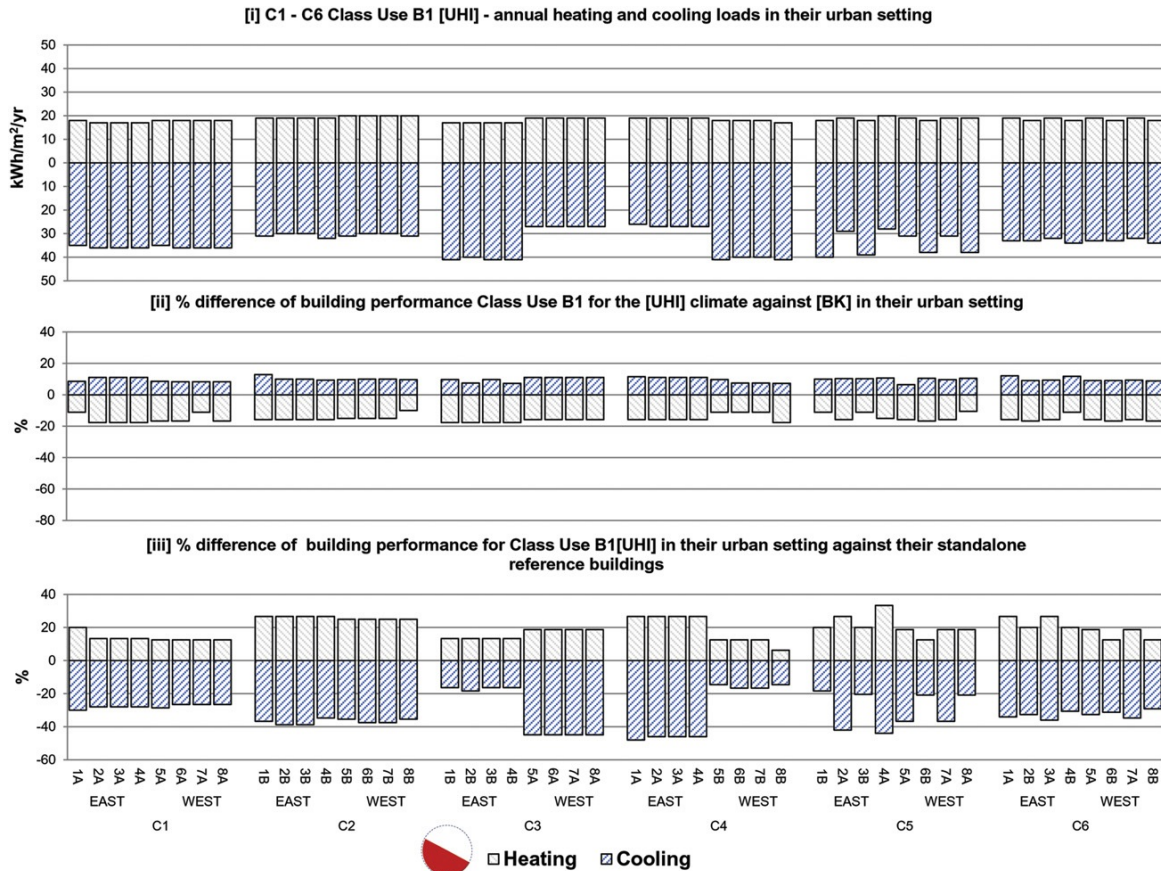 [i] C1 - C6 Class Use B1 [UHI] - annual heating and cooling loads in their urban setting
kWh/m²/yr
50
40
30
20
10
0
10
20
30
40
50
[ii] % difference of building performance Class Use B1 for the [UHI] climate against [BK] in their urban setting
%
40
20
0
-20
-40
-60
-80
[iii] % difference of building performance for Class Use B1[UHI] in their urban setting against their standalone
reference buildings
%
40
20
0
-20
-40
-60
1A 2A 3A 4A 5A 6A 7A 8A 1B 2B 3B 4B 5B 6B 7B 8B 1B 2B 3B 4B 5A 6A 7A 8A 1A 2A 3A 4A 5B 6B 7B 8B 1B 2A 3B 4A 5A 6B 7A 8A 1A 2B 3A 4B 5A 6B 7A 8B
EAST WEST EAST WEST EAST WEST EAST WEST EAST WEST EAST WEST
C1 C2 C3 C4 C5 C6
Heating Cooling